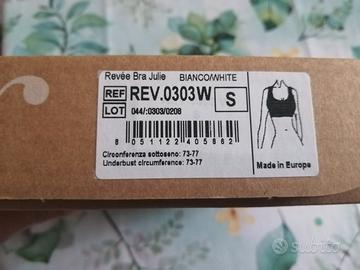 Revée Bra Julie BIANCO/WHITE
REF REV.0303W S
LOT 044/:0303/0208
8 051122 405862
Circonferenza sottoseno: 73-77
Underbust circumference: 73-77
Made in Europe
subito